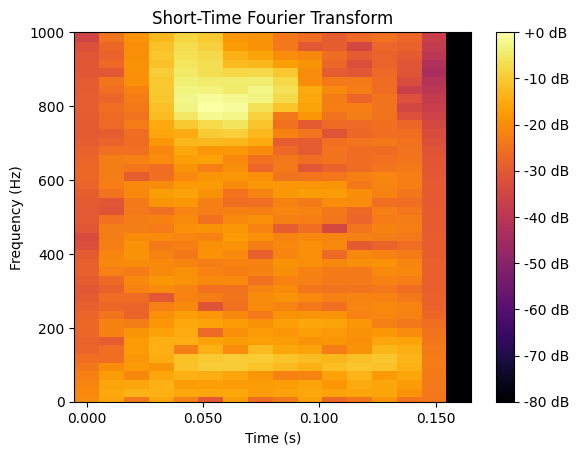 Short-Time Fourier Transform
1000
800
600
400
200
0
Frequency (Hz)
0.000
0.050
0.100
0.150
Time (s)
+0 dB
-10 dB
-20 dB
-30 dB
-40 dB
-50 dB
-60 dB
-70 dB
-80 dB